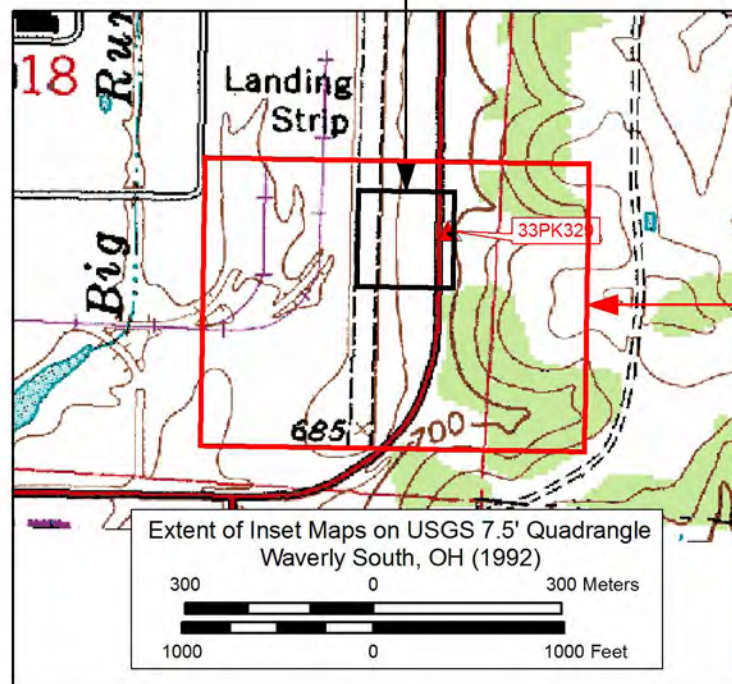 18
Run
Landing
Strip
Big
33PK329
685
700
Extent of Inset Maps on USGS 7.5' Quadrangle
Waverly South, OH (1992)
300 0 300 Meters
1000 0 1000 Feet